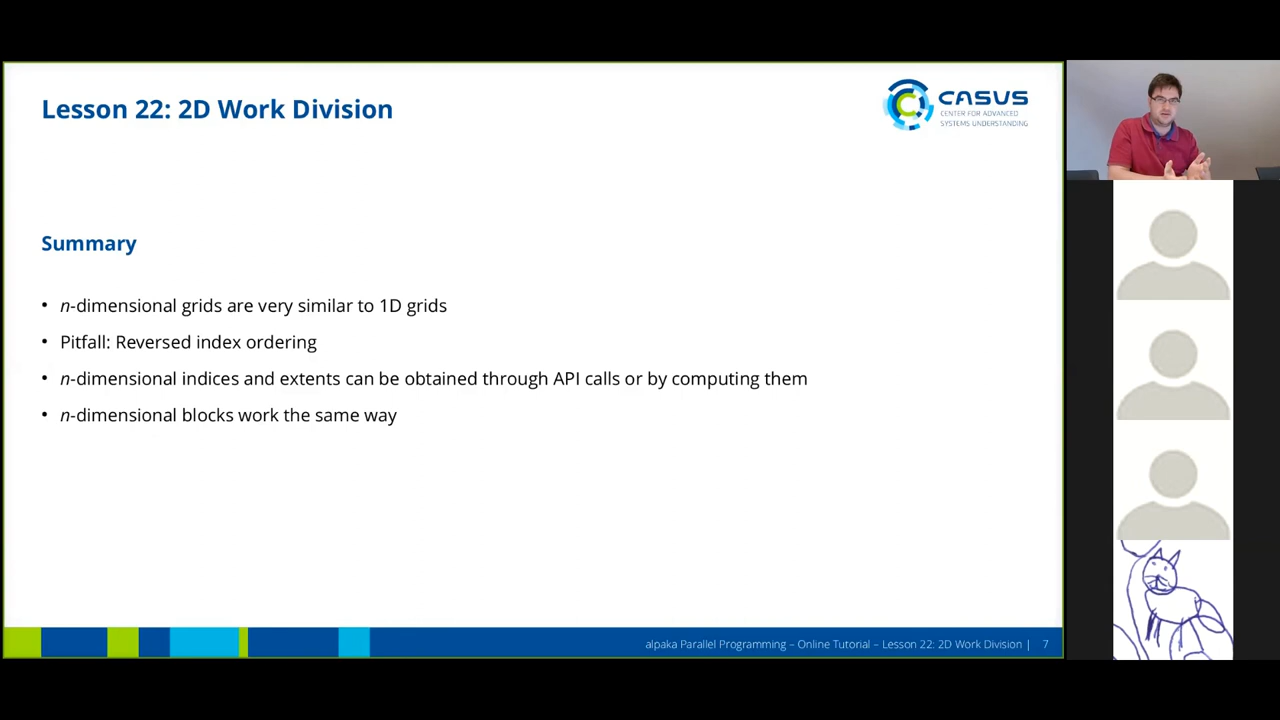 Lesson 22: 2D Work Division
CASUS
CENTER FOR ADVANCED
SYSTEMS UNDERSTANDING
Summary
• n-dimensional grids are very similar to 1D grids
• Pitfall: Reversed index ordering
• n-dimensional indices and extents can be obtained through API calls or by computing them
• n-dimensional blocks work the same way
alpaka Parallel Programming – Online Tutorial – Lesson 22: 2D Work Division | 7